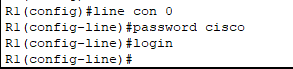 R1(config)#line con 0
R1(config-line)#password cisco
R1(config-line)#login
R1(config-line)#